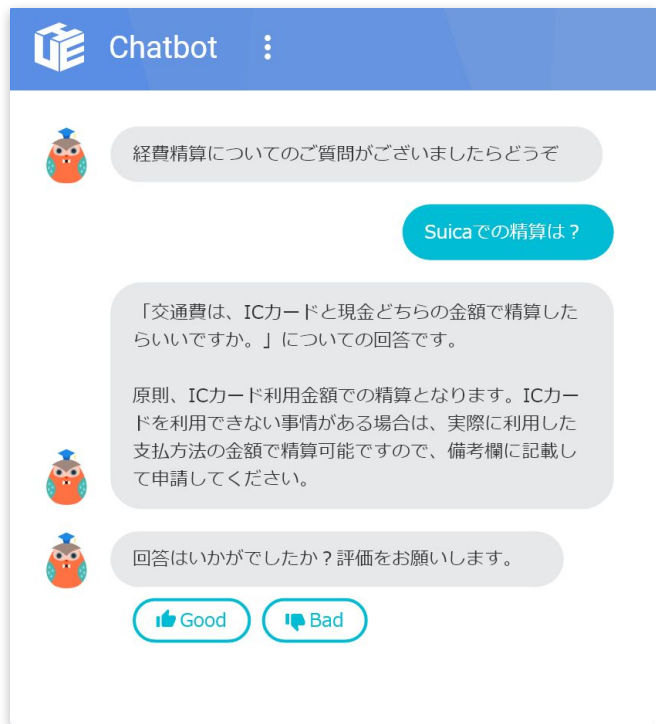 Chatbot
経費精算についてのご質問がございましたらどうぞ
Suicaでの精算は？
「交通費は、ICカードと現金どちらの金額で精算した
らいいですか。」についての回答です。
原則、ICカード利用金額での精算となります。ICカー
ドを利用できない事情がある場合は、実際に利用した
支払方法の金額で精算可能ですので、備考欄に記載し
て申請してください。
回答はいかがでしたか？評価をお願いします。
Good
Bad